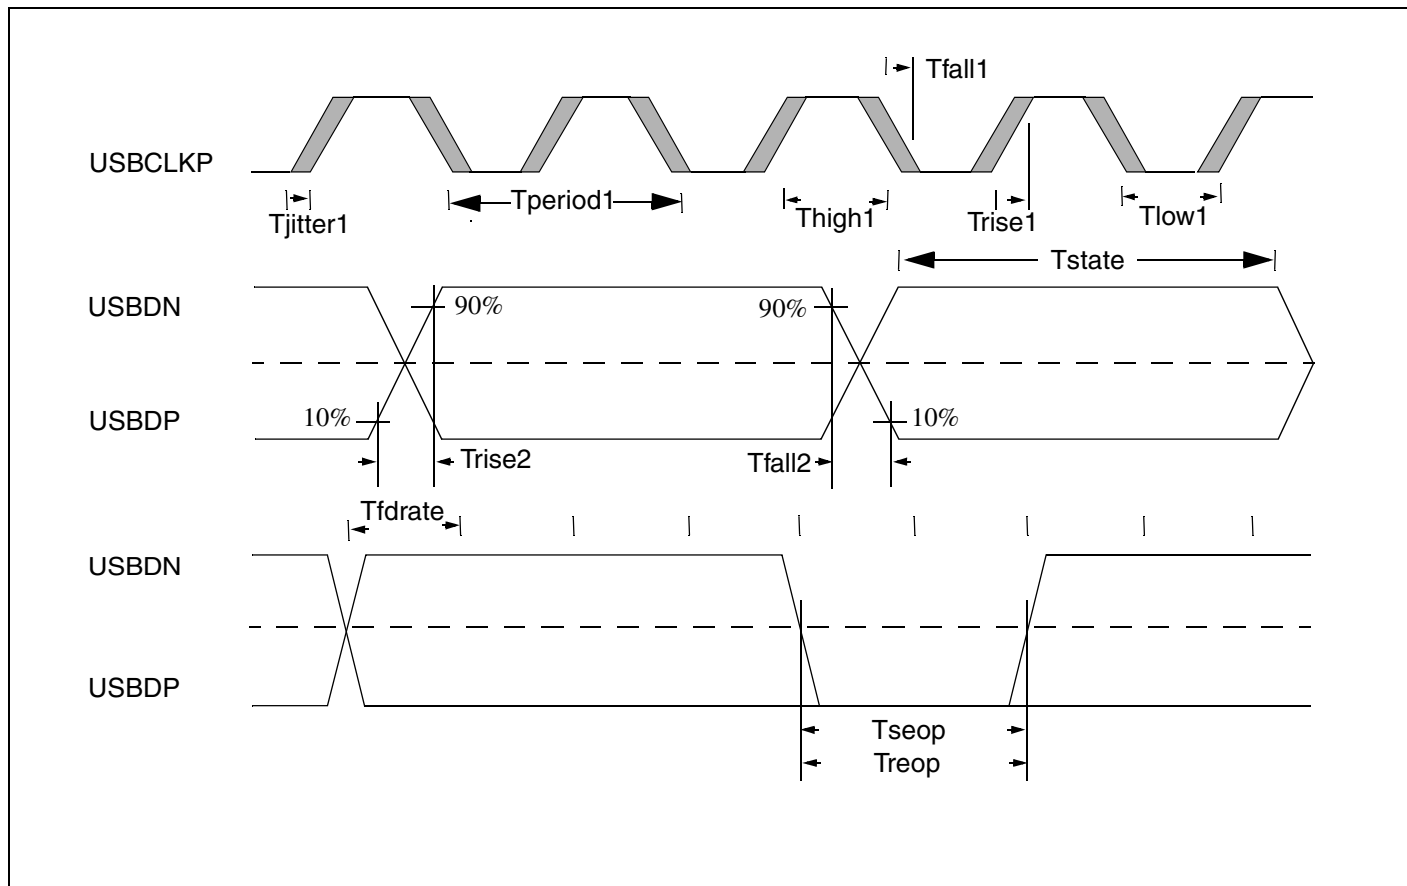 Tfall1
USBCLKP
Tjitter1
Tperiod1
Thigh1
Trise1
Tlow1
Tstate
USBDN
90%
90%
USBDP
10%
10%
Trise2
Tfall2
Tfdrate
USBDN
USBDP
Tseop
Treop